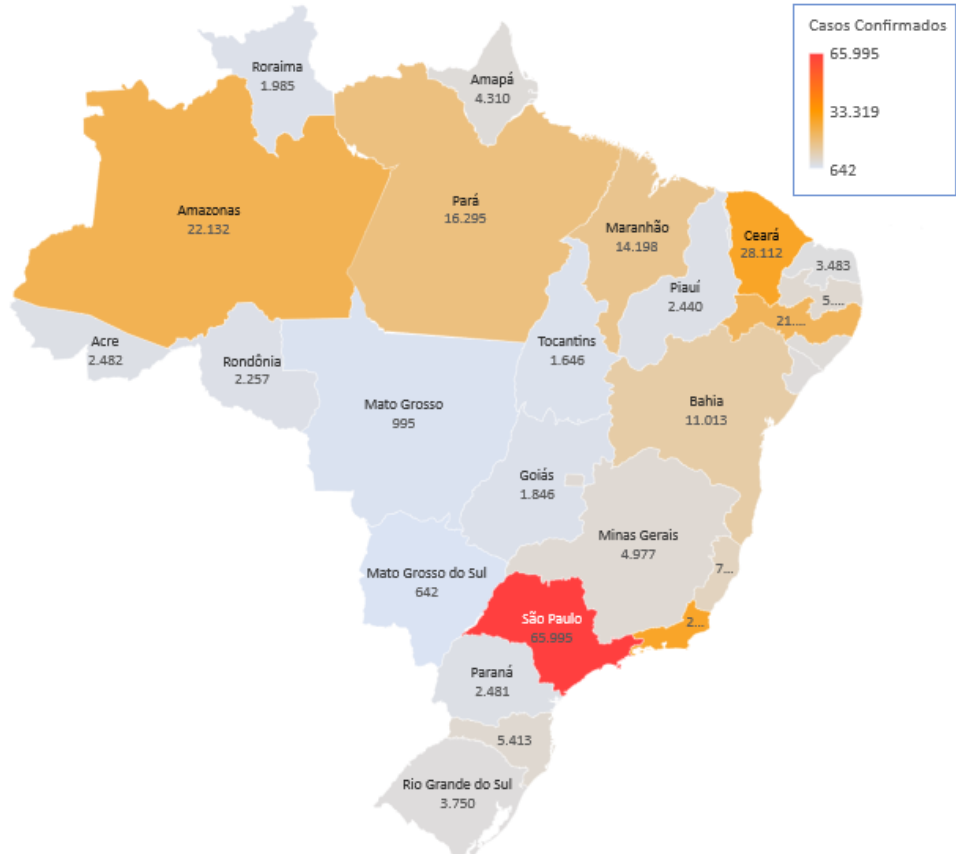 Casos Confirmados
65.995
33.319
642
Roraima
1.985
Amapá
4.310
Amazonas
22.132
Pará
16.295
Maranhão
14.198
Ceará
28.112
3.483
Piauí
2.440
5....
21....
Acre
2.482
Rondônia
2.257
Tocantins
1.646
Mato Grosso
995
Bahia
11.013
Goiás
1.846
Minas Gerais
4.977
7...
Mato Grosso do Sul
642
São Paulo
65.995
2...
Paraná
2.481
5.413
Rio Grande do Sul
3.750